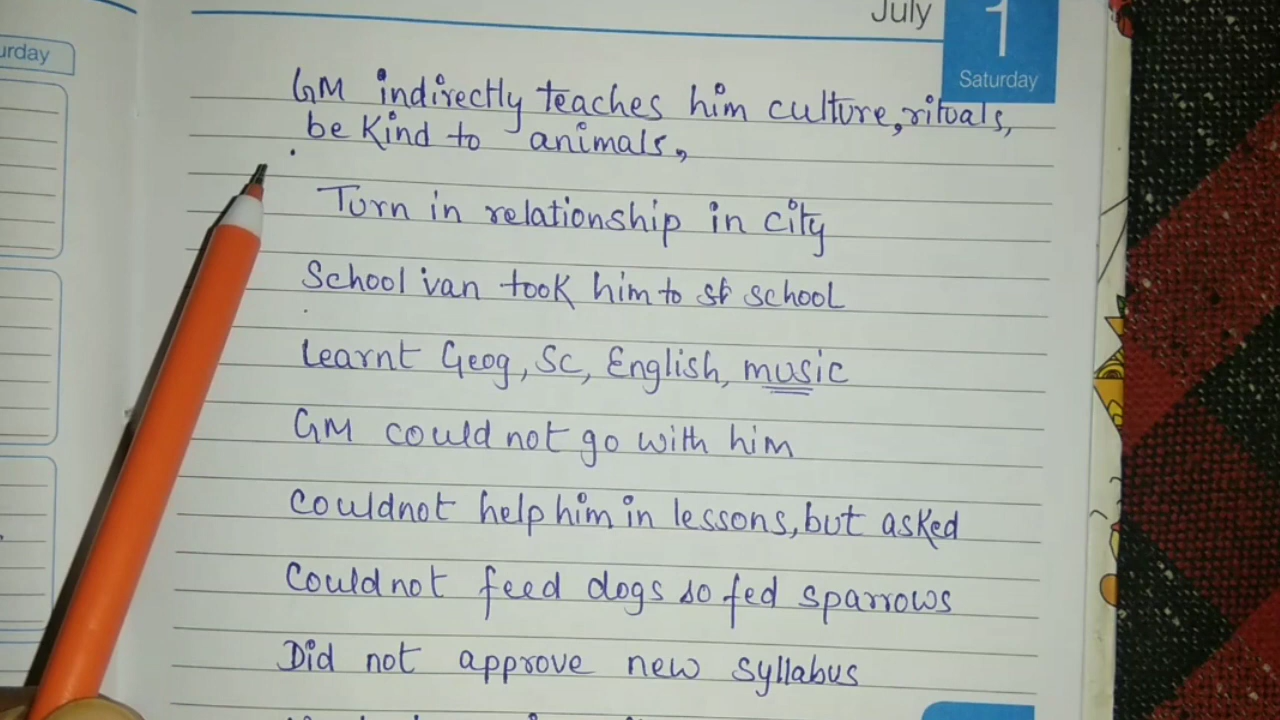 July
1
Saturday
urday
GM indirectly teaches him culture, rituals,
be kind to animals,
Turn in relationship in city
School van took him to st school
learnt Geog, Sc, English, music
GM could not go with him
couldnot help him in lessons, but asked
couldnot feed dogs so fed sparrows
Did not approve new syllabus